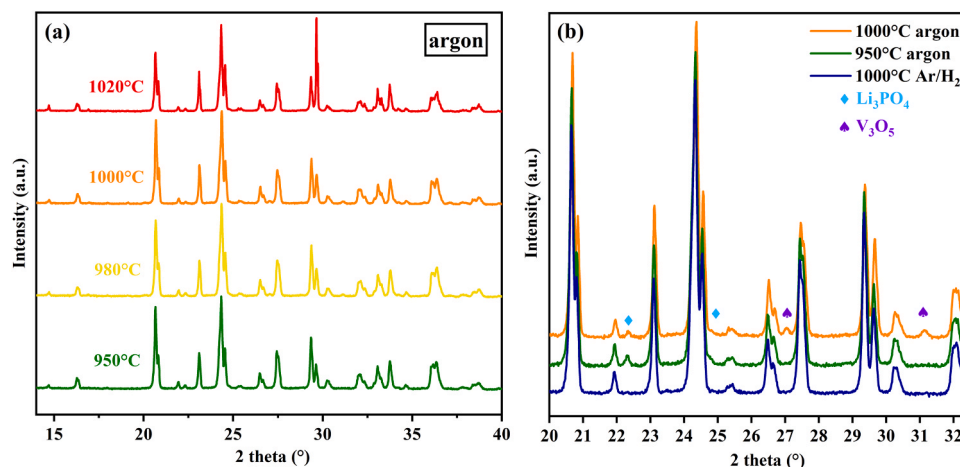 (a)
argon
1020°C
1000°C
980°C
950°C
Intensity (a.u.)
15 20 25 30 35 40
2 theta (°)
(b)
1000°C argon
950°C argon
1000°C Ar/H₂
Li₃PO₄
V₃O₅
Intensity (a.u.)
20 21 22 23 24 25 26 27 28 29 30 31 32
2 theta (°)